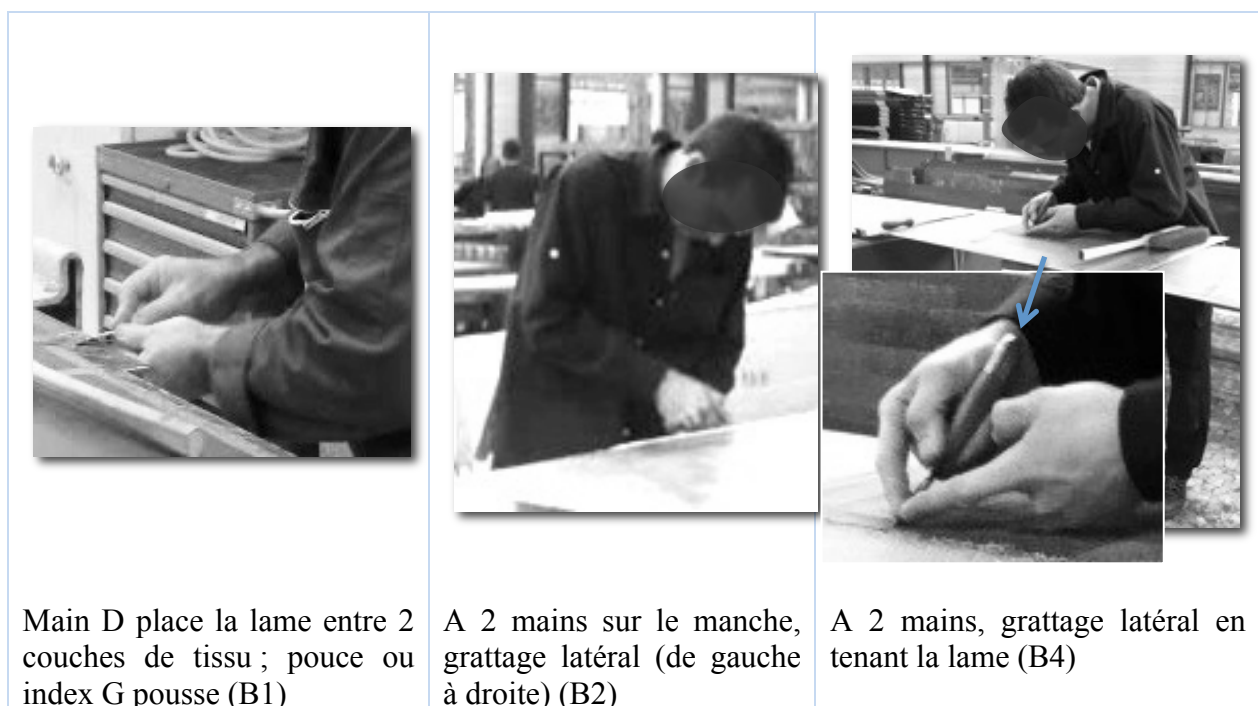 Main D place la lame entre 2
couches de tissu ; pouce ou
index G pousse (B1)
A 2 mains sur le manche,
grattage latéral (de gauche
à droite) (B2)
A 2 mains, grattage latéral en
tenant la lame (B4)